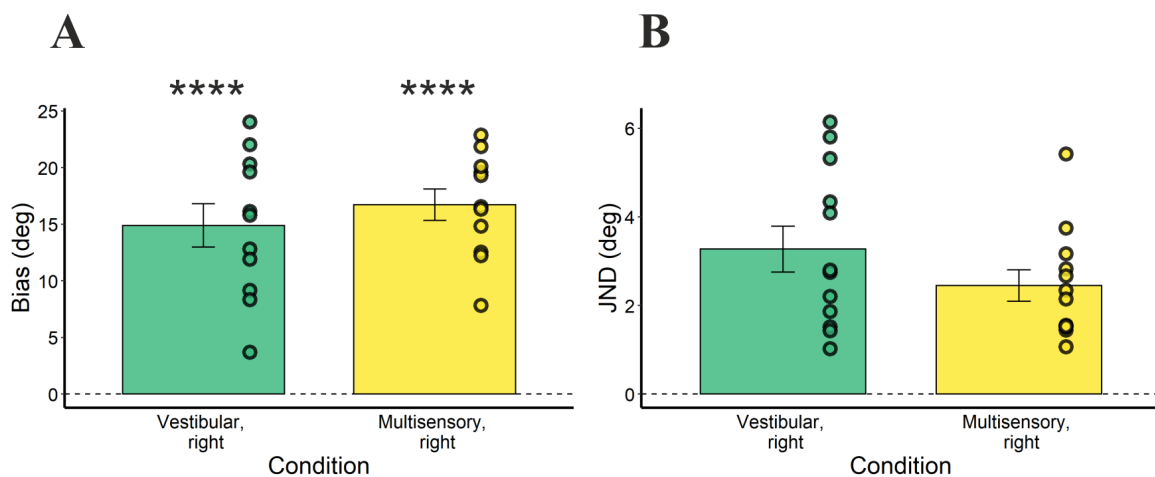 A
B
**** ****
Bias (deg)
25
20
15
10
5
0
Vestibular,
right
Multisensory,
right
Condition
JND (deg)
6
4
2
0
Vestibular,
right
Multisensory,
right
Condition